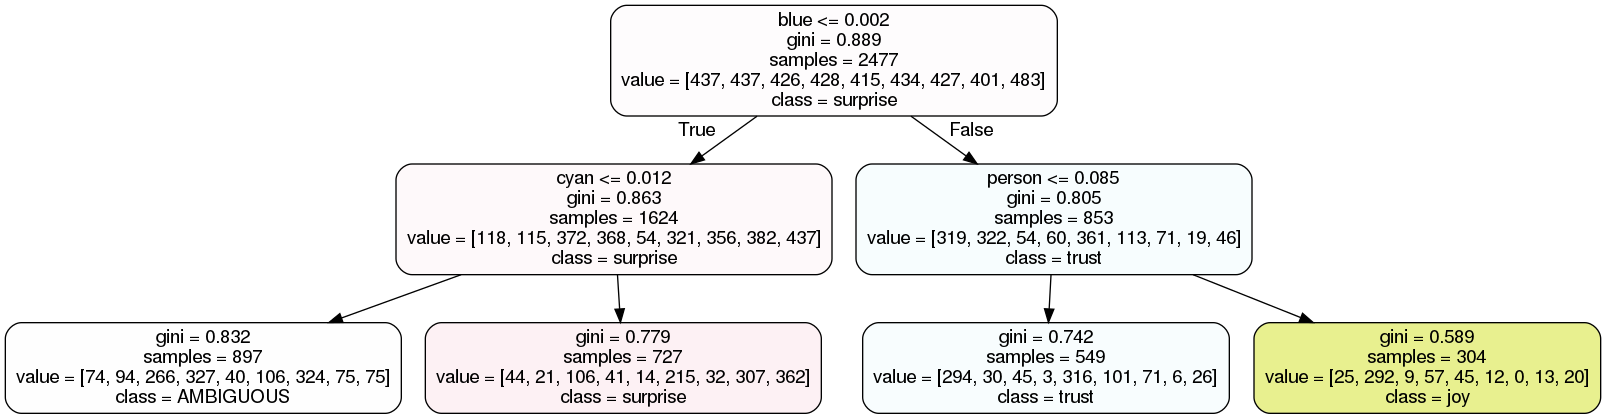 blue <= 0.002
gini = 0.889
samples = 2477
value = [437, 437, 426, 428, 415, 434, 427, 401, 483]
class = surprise
True
False
cyan <= 0.012
gini = 0.863
samples = 1624
value = [118, 115, 372, 368, 54, 321, 356, 382, 437]
class = surprise
person <= 0.085
gini = 0.805
samples = 853
value = [319, 322, 54, 60, 361, 113, 71, 19, 46]
class = trust
gini = 0.832
samples = 897
value = [74, 94, 266, 327, 40, 106, 324, 75, 75]
class = AMBIGUOUS
gini = 0.779
samples = 727
value = [44, 21, 106, 41, 14, 215, 32, 307, 362]
class = surprise
gini = 0.742
samples = 549
value = [294, 30, 45, 3, 316, 101, 71, 6, 26]
class = trust
gini = 0.589
samples = 304
value = [25, 292, 9, 57, 45, 12, 0, 13, 20]
class = joy